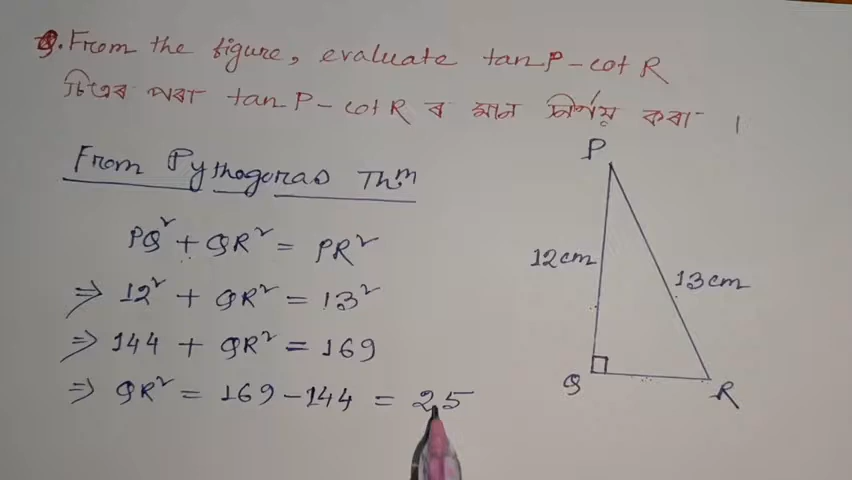 Q. From the figure, evaluate tan P - cot R
চিত্ৰৰ পৰা tan P - cot R ৰ মান নিৰ্ণয় কৰা ।
From Pythagoras Thm
PQ² + QR² = PR²
⇒ 12² + QR² = 13²
⇒ 144 + QR² = 169
⇒ QR² = 169 - 144 = 25
P
12cm
13cm
Q
R